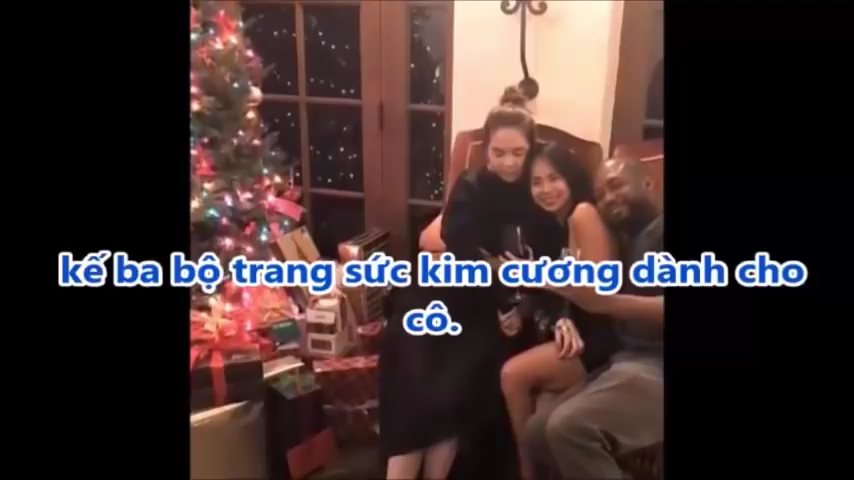 kế ba bộ trang sức kim cương dành cho
cô.